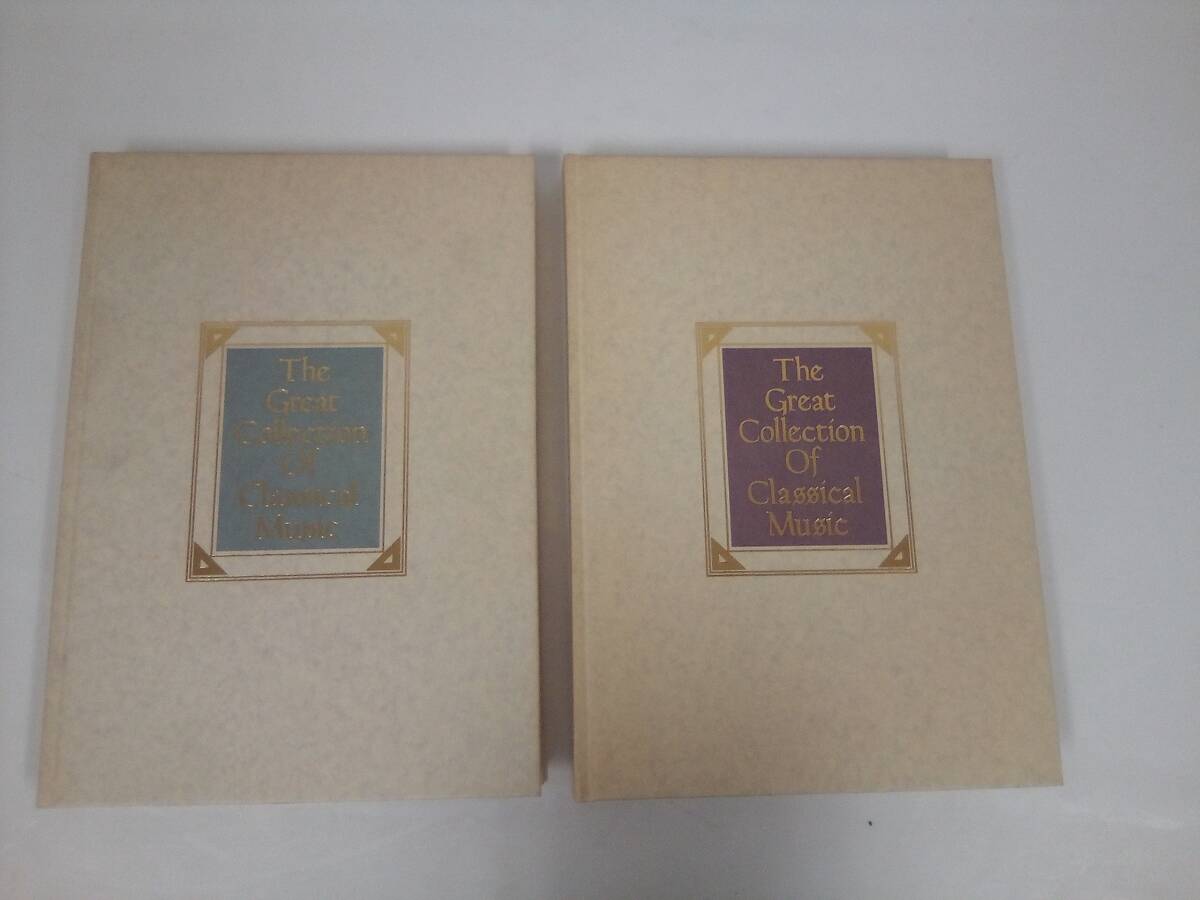 The
Great
Collection
Of
Classical
Music
The
Great
Collection
Of
Classical
Music